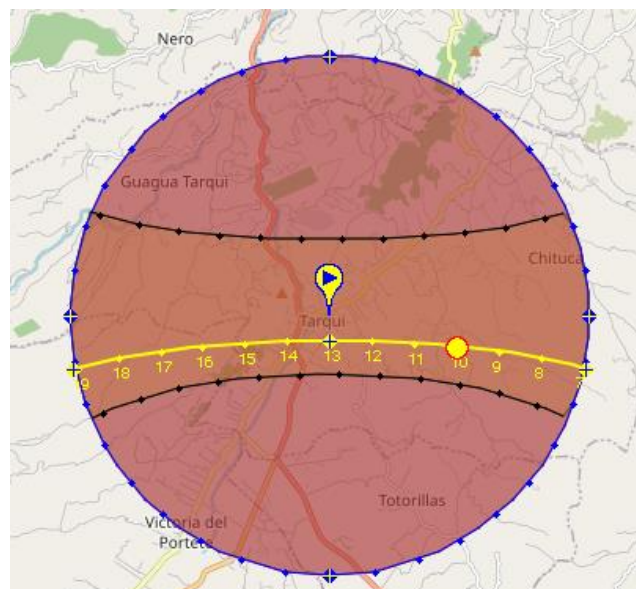 Nero
Guagua Tarqui
Chituca
Tarqui
19 18 17 16 15 14 13 12 11 10 9 8 7
Totorillas
Victoria del
Portete